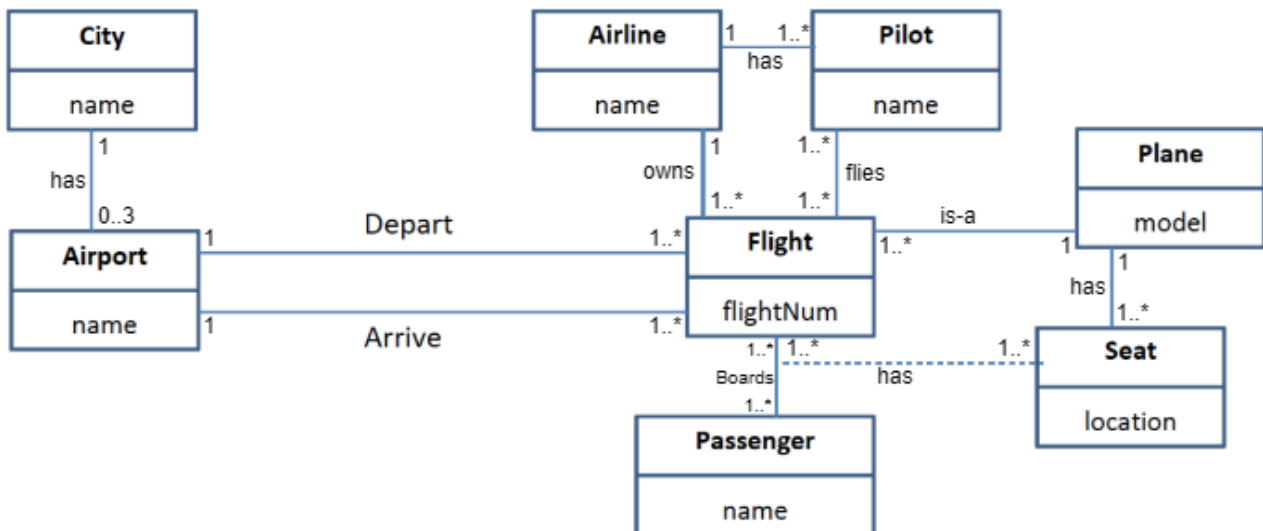 City
name
1
has
0..3
Airport
name
Airline
name
1
1..*
has
Pilot
name
1
owns
1..*
1..*
flies
1..*
Plane
model
is-a
1..*
1
1
has
1..*
1
Depart
1..*
1
Arrive
1..*
Flight
flightNum
1..*
Boards
1..*
1..*
has
1..*
Seat
location
Passenger
name